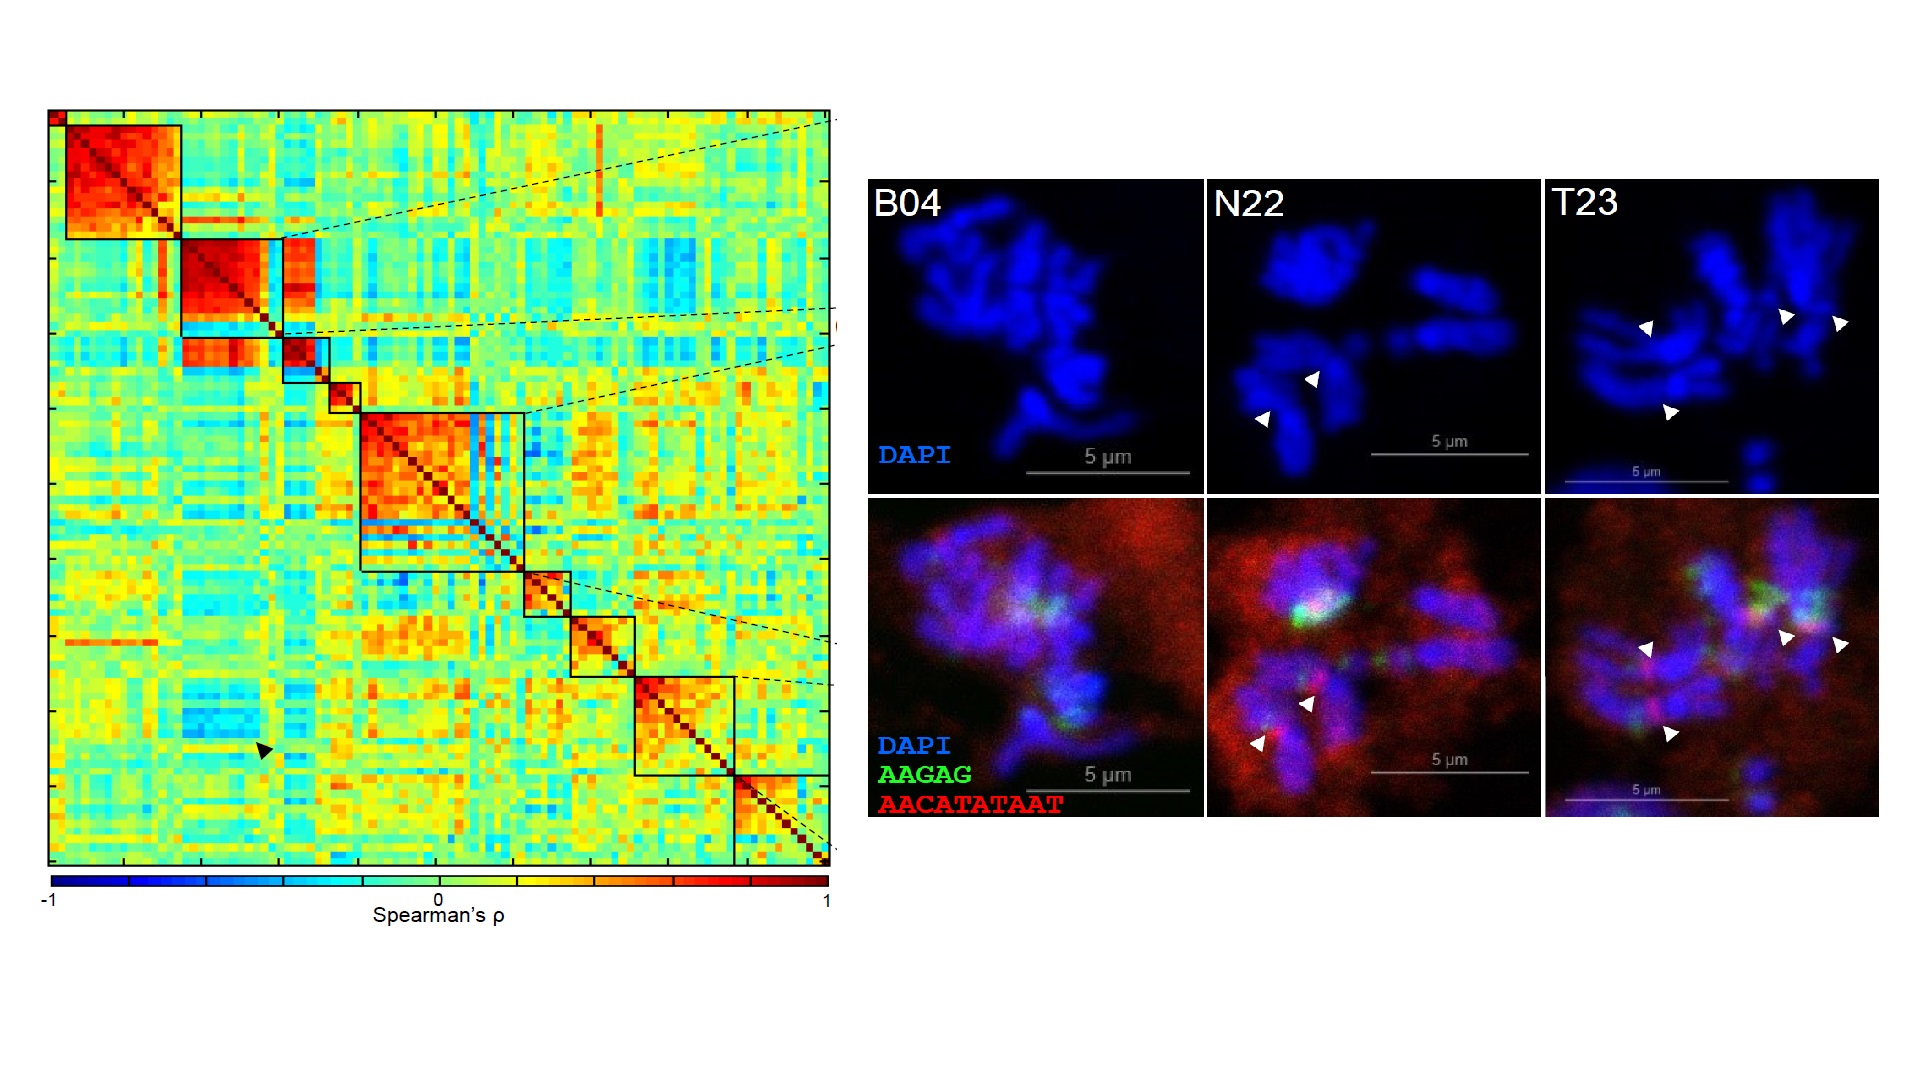 -1
0
1
Spearman's ρ
B04
N22
T23
DAPI
5 µm
5 µm
5 µm
DAPI
AAGAG
AACATATAAT
5 µm
5 µm
5 µm